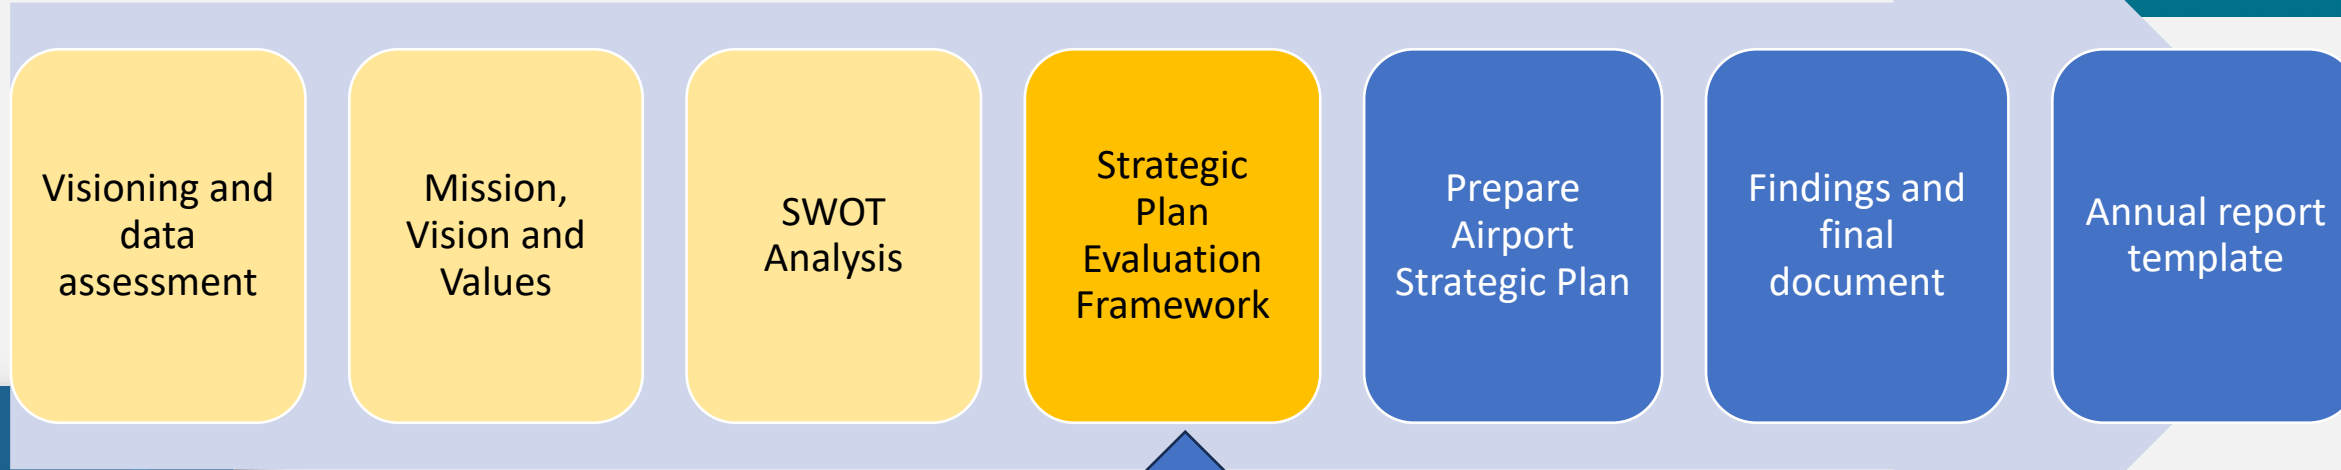 Visioning and
data
assessment
Mission,
Vision and
Values
SWOT
Analysis
Strategic
Plan
Evaluation
Framework
Prepare
Airport
Strategic Plan
Findings and
final
document
Annual report
template